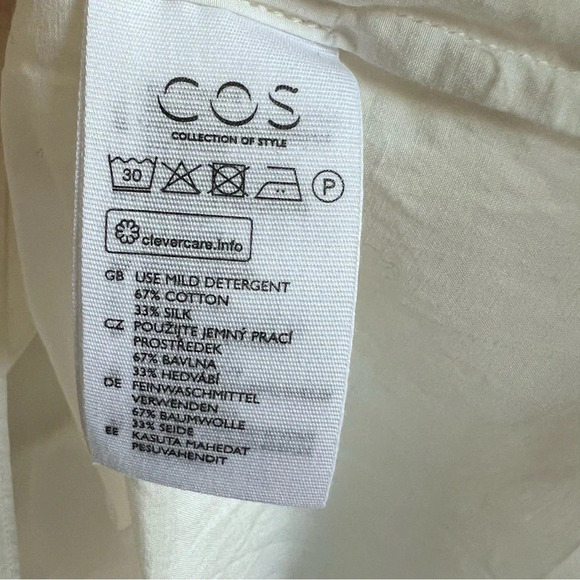 COS
COLLECTION OF STYLE
30 P
clevercare.info
GB USE MILD DETERGENT
67% COTTON
33% SILK
CZ POUŽIJTE JEMNÝ PRACÍ
PROSTŘEDEK
67% BAVLNA
33% HEDVÁBÍ
DE FEINWASCHMITTEL
VERWENDEN
67% BAUMWOLLE
33% SEIDE
EE KASUTA MAHEDAT
PESUVAHENDIT